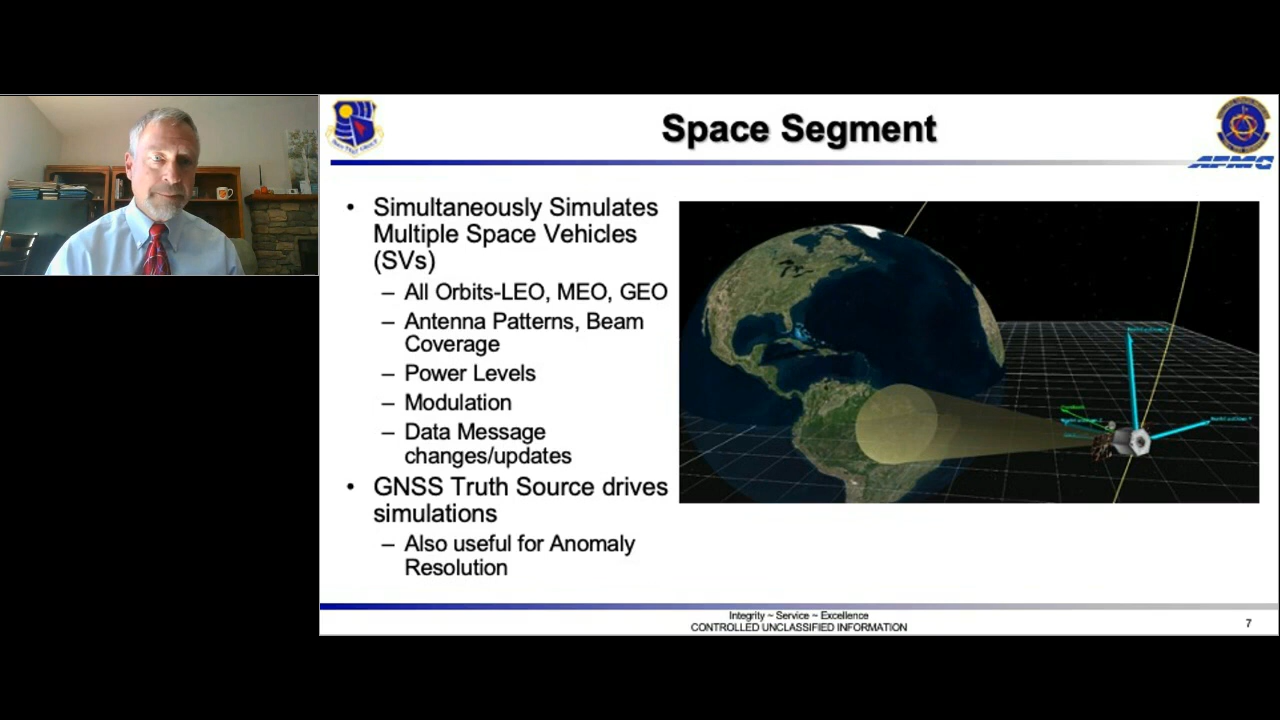 Space Segment
AFMC
• Simultaneously Simulates
Multiple Space Vehicles
(SVs)
– All Orbits-LEO, MEO, GEO
– Antenna Patterns, Beam
Coverage
– Power Levels
– Modulation
– Data Message
changes/updates
• GNSS Truth Source drives
simulations
– Also useful for Anomaly
Resolution
Integrity ~ Service ~ Excellence
CONTROLLED UNCLASSIFIED INFORMATION
7